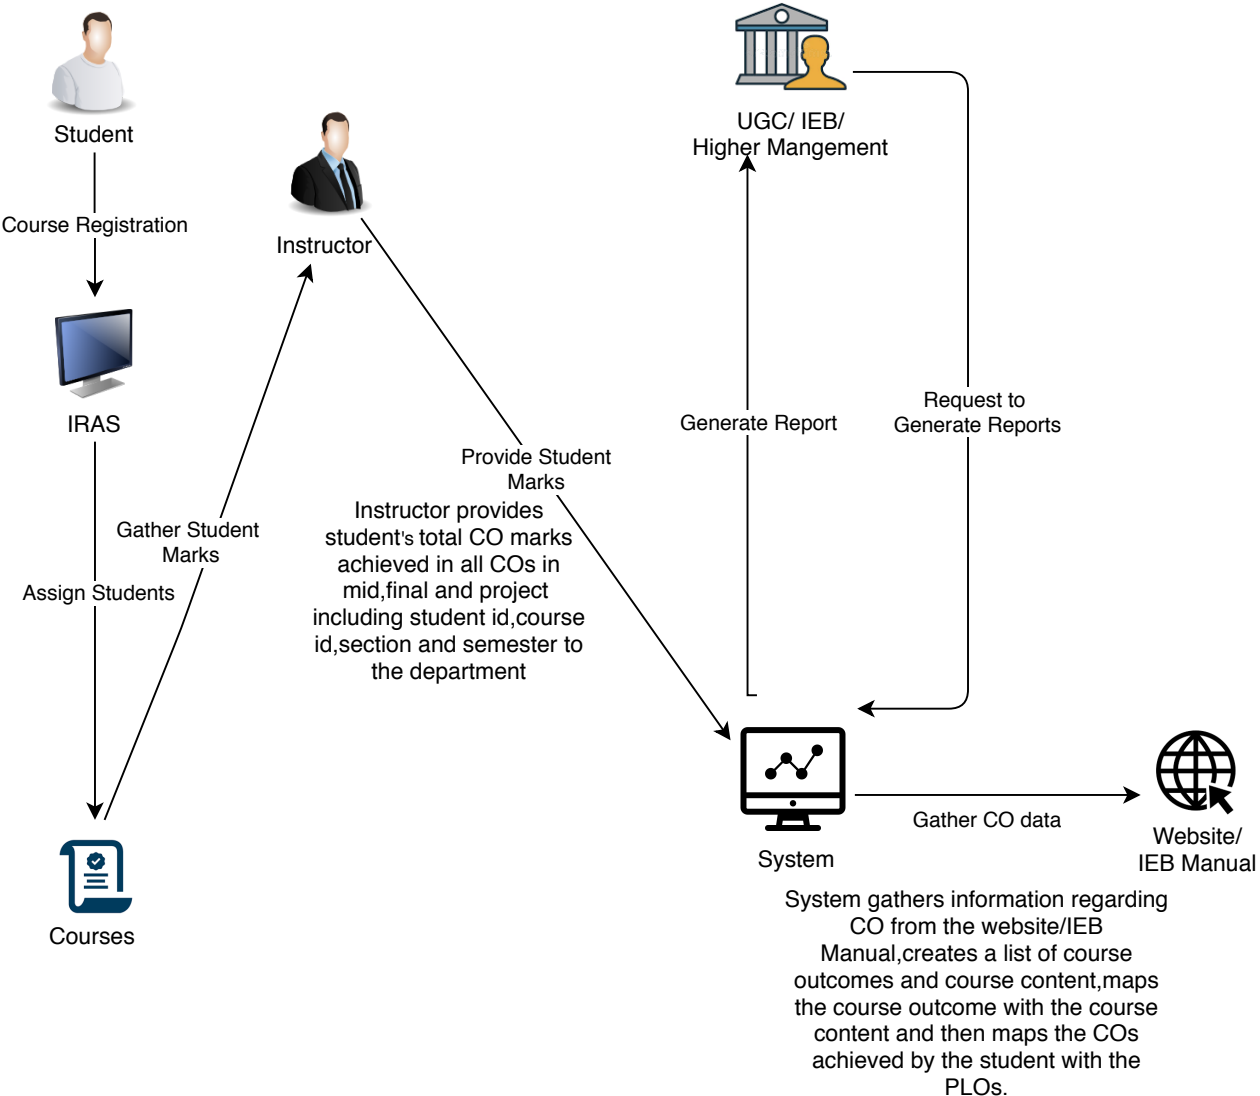 Student
Course Registration
IRAS
Assign Students
Courses
Gather Student
Marks
Instructor
Provide Student
Marks
Instructor provides
student's total CO marks
achieved in all COs in
mid,final and project
including student id,course
id,section and semester to
the department
UGC/ IEB/
Higher Mangement
Generate Report
Request to
Generate Reports
System
Gather CO data
Website/
IEB Manual
System gathers information regarding
CO from the website/IEB
Manual,creates a list of course
outcomes and course content,maps
the course outcome with the course
content and then maps the COs
achieved by the student with the
PLOs.